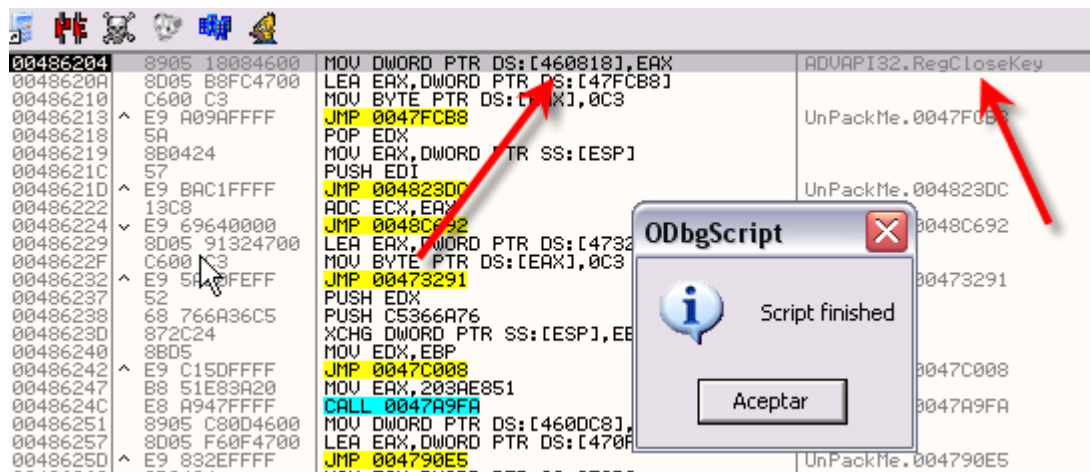 00486204 8905 18084600 MOV DWORD PTR DS:[460818],EAX ADVAPI32.RegCloseKey
0048620A 8D05 B8FC4700 LEA EAX,DWORD PTR DS:[47FCB8]
00486210 C600 C3 MOV BYTE PTR DS:[EAX],0C3
00486213 ^ E9 A09AFFFF JMP 0047FCB8 UnPackMe.0047FCB8
00486218 5A POP EDX
00486219 8B0424 MOV EAX,DWORD PTR SS:[ESP]
0048621C 57 PUSH EDI
0048621D ^ E9 BAC1FFFF JMP 004823DC UnPackMe.004823DC
00486222 13C8 ADC ECX,EAX
00486224 v E9 69640000 JMP 0048C692 0048C692
00486229 8D05 91324700 LEA EAX,DWORD PTR DS:[4732
0048622F C600 C3 MOV BYTE PTR DS:[EAX],0C3
00486232 ^ E9 JMP 00473291 00473291
00486237 52 PUSH EDX
00486238 68 766A36C5 PUSH C5366A76
0048623D 872C24 XCHG DWORD PTR SS:[ESP],EB
00486240 8BD5 MOV EDX,EBP
00486242 ^ E9 C15DFFFF JMP 0047C008 0047C008
00486247 B8 51E83A20 MOV EAX,203AE851
0048624C E8 A947FFFF CALL 0047A9FA 0047A9FA
00486251 8905 C80D4600 MOV DWORD PTR DS:[460DC8],
00486257 8D05 F60F4700 LEA EAX,DWORD PTR DS:[470F
0048625D ^ E9 832EFFFF JMP 004790E5 UnPackMe.004790E5
ODbgScript
Script finished
Aceptar